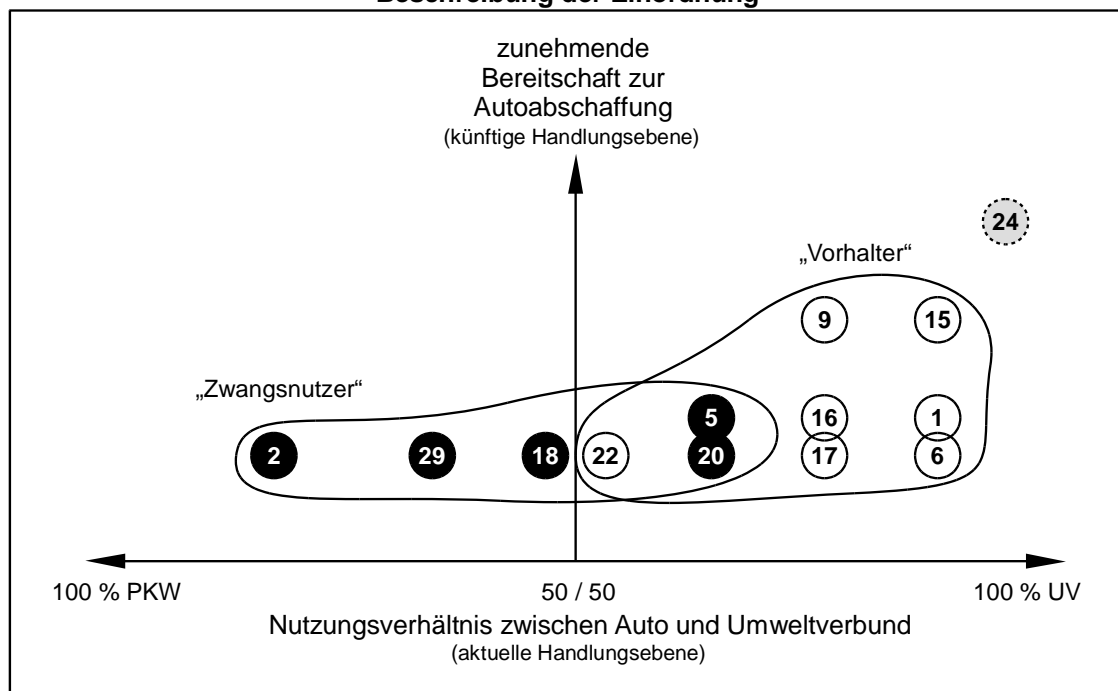 Beschreibung der Einordnung
zunehmende
Bereitschaft zur
Autoabschaffung
(künftige Handlungsebene)
24
„Vorhalter“
9
15
„Zwangsnutzer“
5
16
1
2
29
18
22
20
17
6
100 % PKW
50 / 50
100 % UV
Nutzungsverhältnis zwischen Auto und Umweltverbund
(aktuelle Handlungsebene)